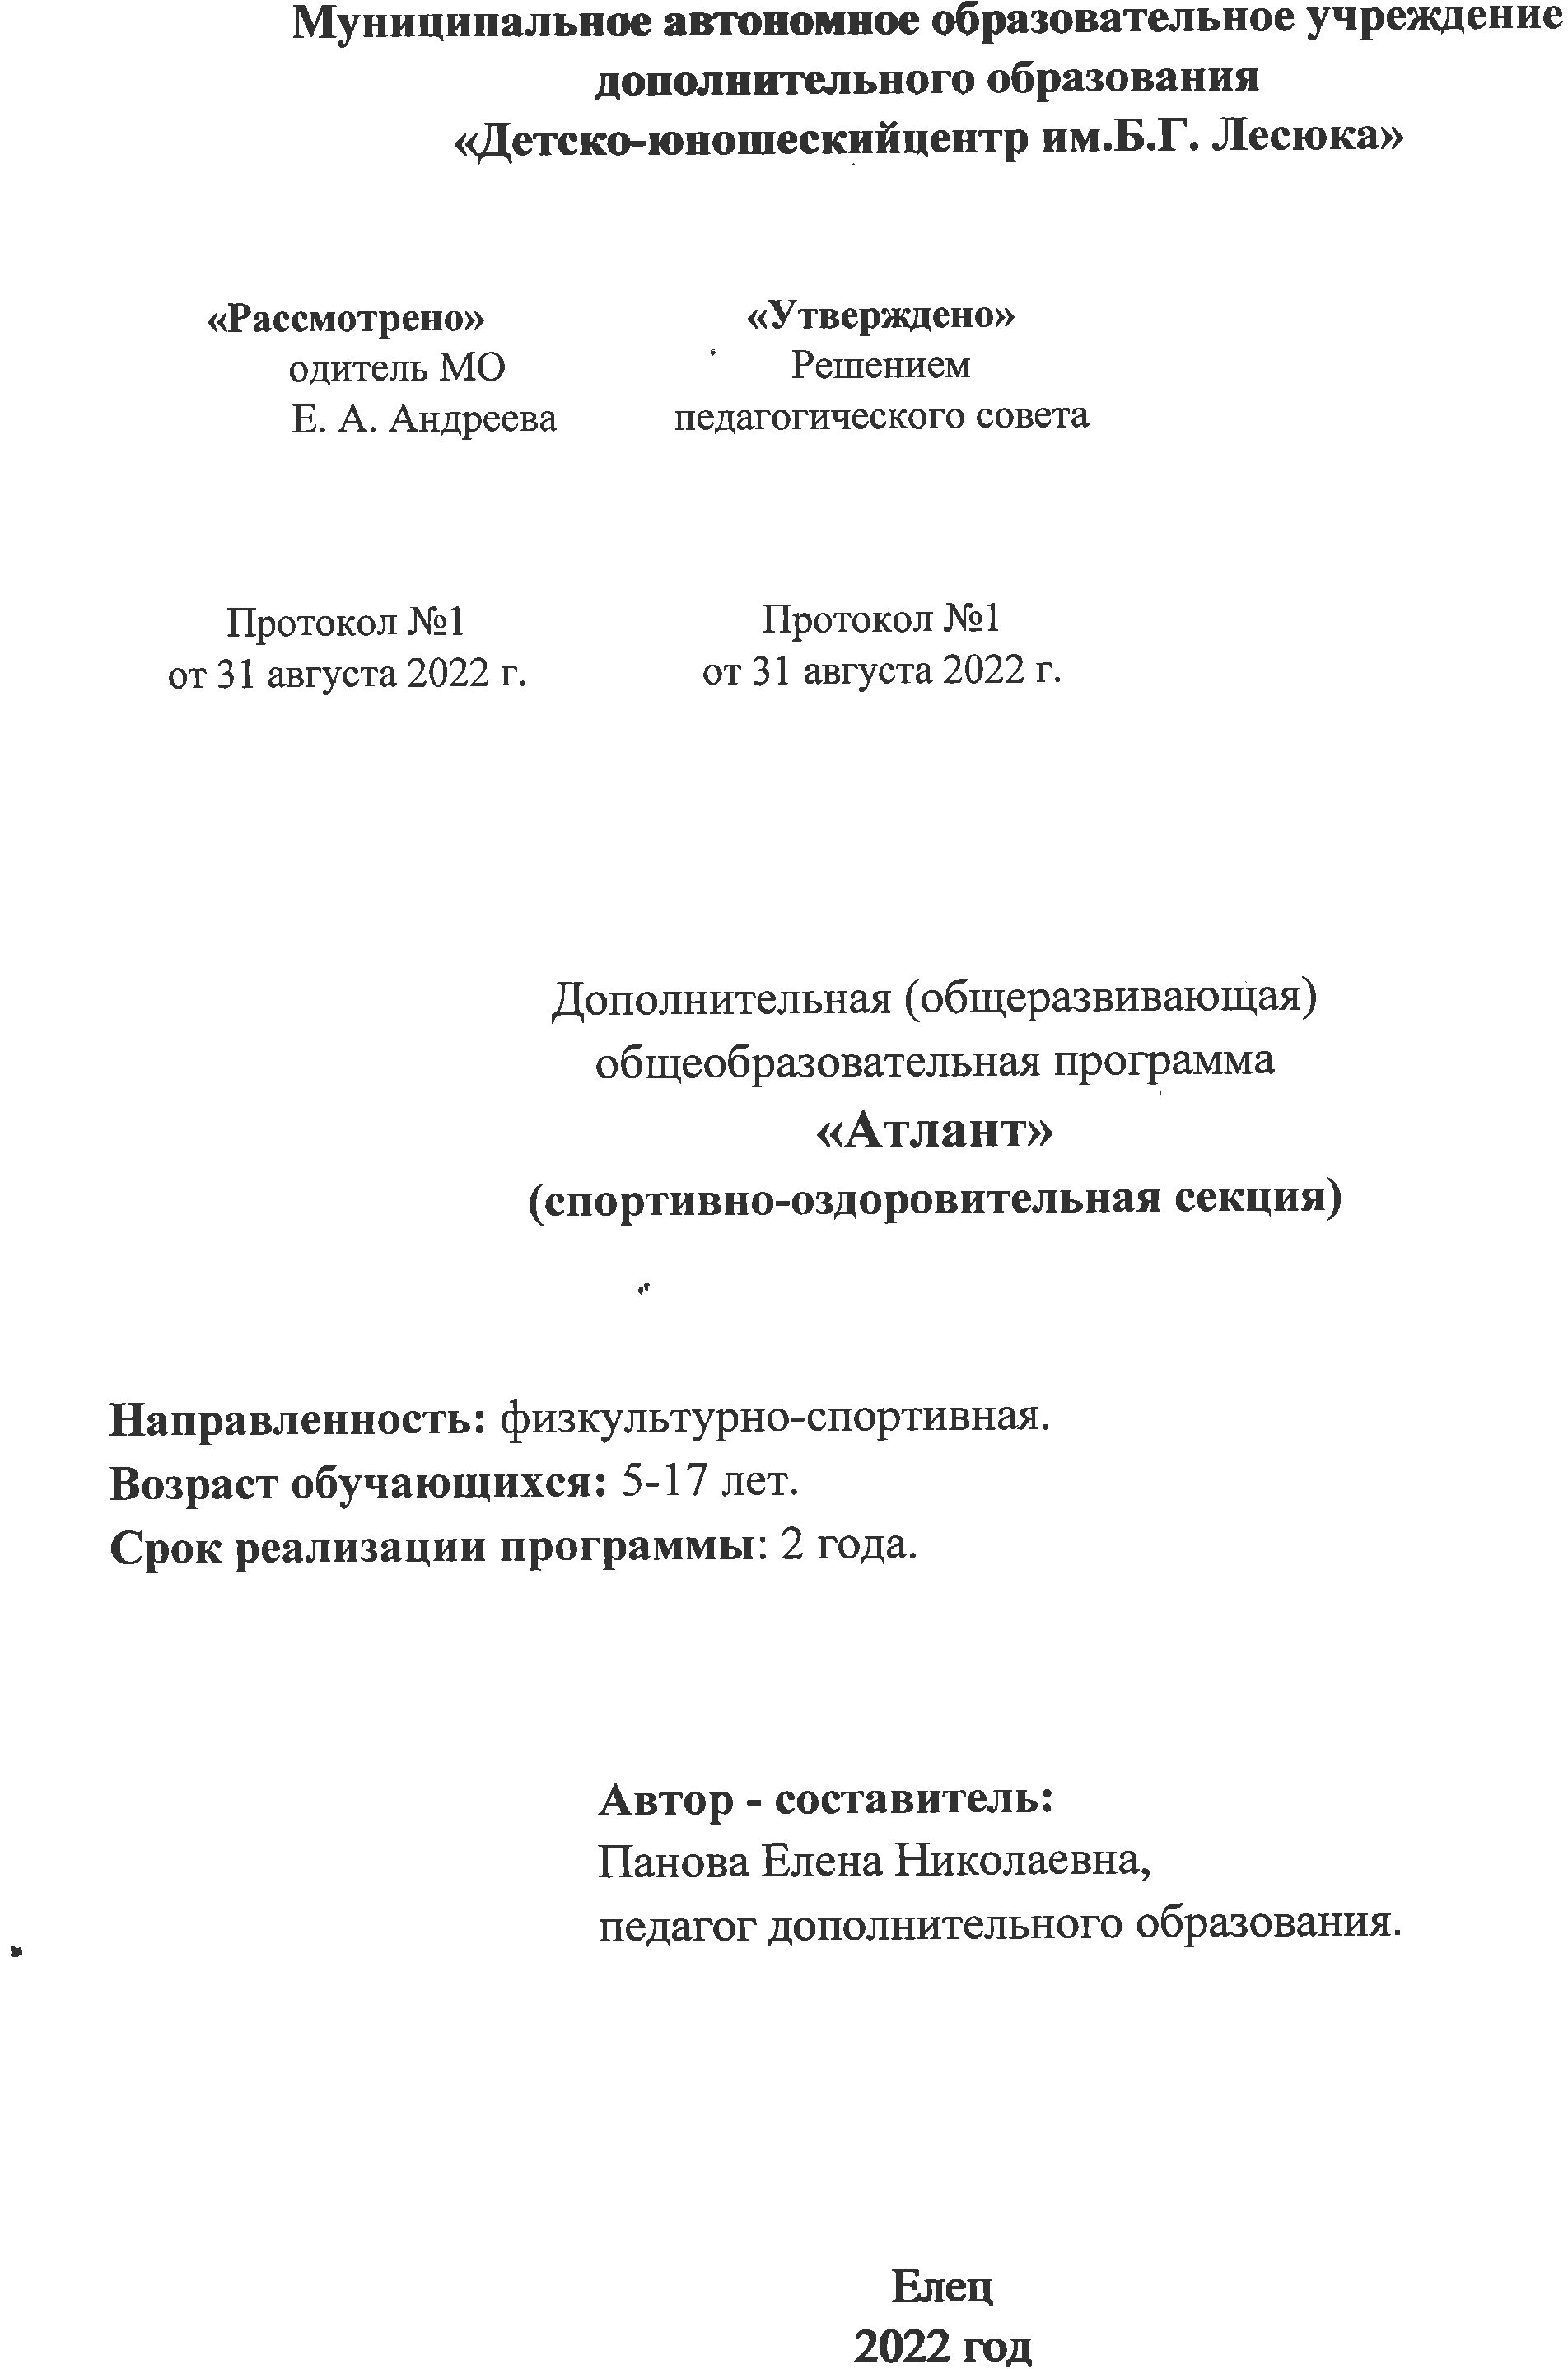 Муниципальное автономное образовательное учреждение
дополнительного образования
«Детско-юношескийцентр им.Б.Г. Лесюка»
«Рассмотрено»
одитель МО
Е. А. Андреева
Протокол №1
от 31 августа 2022 г.
«Утверждено»
Решением
педагогического совета
Протокол №1
от 31 августа 2022 г.
Дополнительная (общеразвивающая)
общеобразовательная программа
«Атлант»
(спортивно-оздоровительная секция)
Направленность: физкультурно-спортивная.
Возраст обучающихся: 5-17 лет.
Срок реализации программы: 2 года.
Автор - составитель:
Панова Елена Николаевна,
педагог дополнительного образования.
Елец
2022 год